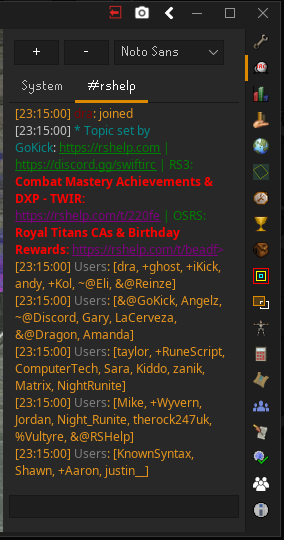 + - Noto Sans
System #rshelp
[23:15:00] : joined
[23:15:00] * Topic set by
GoKick: https://rshelp.com |
https://discord.gg/swiftirc | RS3:
Combat Mastery Achievements &
DXP - TWIR:
https://rshelp.com/t/220fe | OSRS:
Royal Titans CAs & Birthday
Rewards: https://rshelp.com/t/beadf>
[23:15:00] Users: [dra, +ghost, +iKick,
andy, +Kol, ~@Eli, &@Reinze]
[23:15:00] Users: [&@GoKick, Angelz,
~@Discord, Gary, LaCerveza,
&@Dragon, Amanda]
[23:15:00] Users: [taylor, +RuneScript,
ComputerTech, Sara, Kiddo, zanik,
Matrix, NightRunite]
[23:15:00] Users: [Mike, +Wyvern,
Jordan, Night_Runite, therock247uk,
%Vultyre, &@RSHelp]
[23:15:00] Users: [KnownSyntax,
Shawn, +Aaron, justin__]